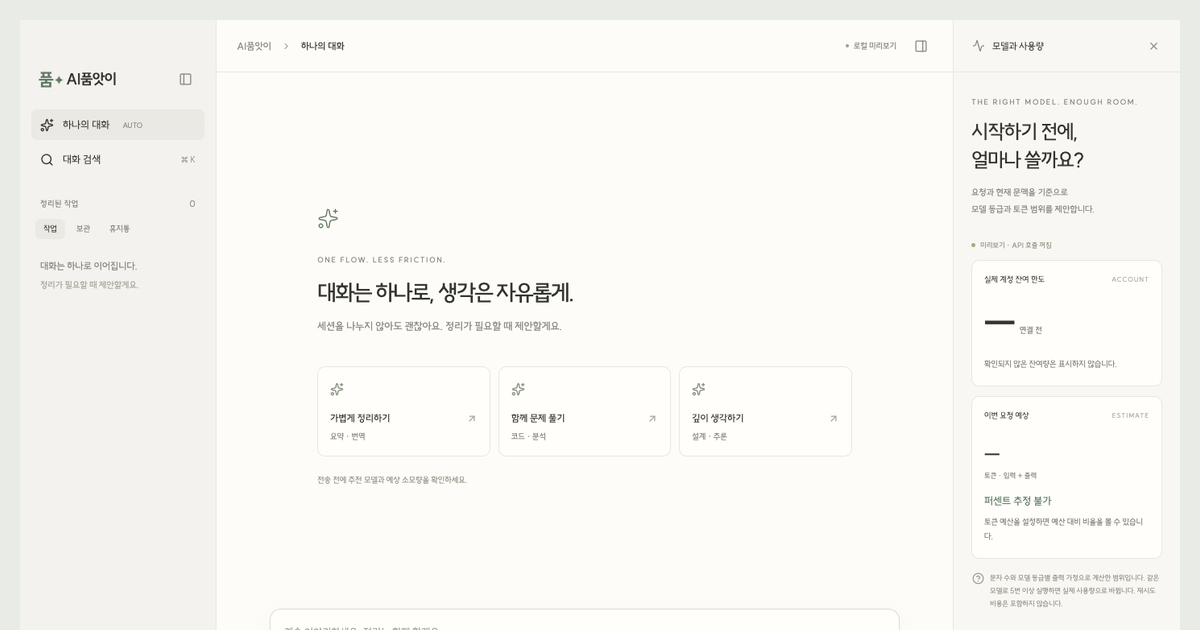 품✦ AI품앗이
하나의 대화 AUTO
대화 검색 ⌘ K
정리된 작업 0
작업 보관 휴지통
대화는 하나로 이어집니다.
정리가 필요할 때 제안할게요.
AI품앗이 > 하나의 대화
로컬 미리보기
ONE FLOW. LESS FRICTION.
대화는 하나로, 생각은 자유롭게.
세션을 나누지 않아도 괜찮아요. 정리가 필요할 때 제안할게요.
가볍게 정리하기
요약 · 번역
함께 문제 풀기
코드 · 분석
깊이 생각하기
설계 · 추론
전송 전에 추천 모델과 예상 소모량을 확인하세요.
모델과 사용량
THE RIGHT MODEL. ENOUGH ROOM.
시작하기 전에,
얼마나 쓸까요?
요청과 현재 문맥을 기준으로
모델 등급과 토큰 범위를 제안합니다.
미리보기 · API 호출 꺼짐
실제 계정 잔여 한도 ACCOUNT
— 연결 전
확인되지 않은 잔여량은 표시하지 않습니다.
이번 요청 예상 ESTIMATE
—
토큰 · 입력 + 출력
퍼센트 추정 불가
토큰 예산을 설정하면 예산 대비 비율을 볼 수 있습니
다.
문자 수와 모델 등급별 출력 가정으로 계산한 범위입니다. 같은
모델로 5번 이상 실행하면 실제 사용량으로 바뀝니다. 재시도
비용은 포함하지 않습니다.